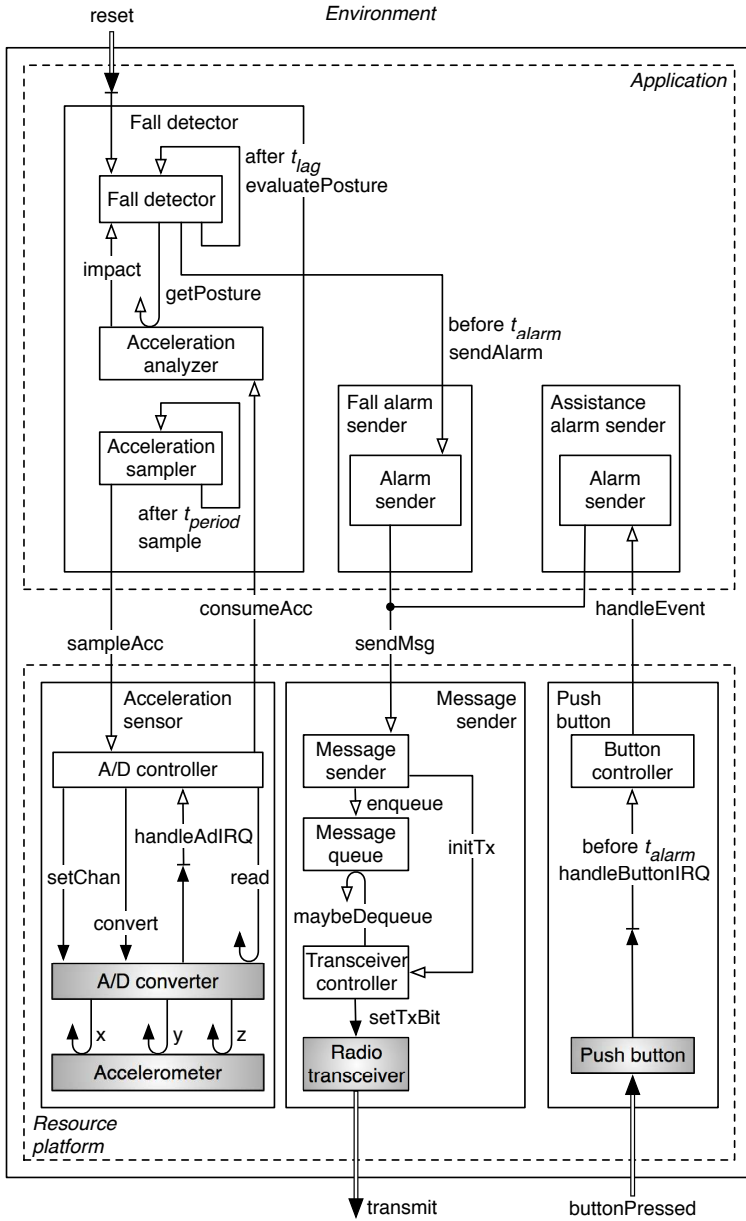 reset
Environment
Application
Fall detector
after t_lag
evaluatePosture
Fall detector
impact
getPosture
Acceleration
analyzer
before t_alarm
sendAlarm
Fall alarm
sender
Assistance
alarm sender
Acceleration
sampler
Alarm
sender
Alarm
sender
after t_period
sample
consumeAcc
handleEvent
sampleAcc
sendMsg
Acceleration
sensor
Message
sender
Push
button
A/D controller
Message
sender
Button
controller
enqueue
handleAdIRQ
Message
queue
initTx
before t_alarm
handleButtonIRQ
setChan
read
convert
maybeDequeue
A/D converter
Transceiver
controller
setTxBit
x
y
z
Accelerometer
Radio
transceiver
Push button
Resource
platform
transmit
buttonPressed